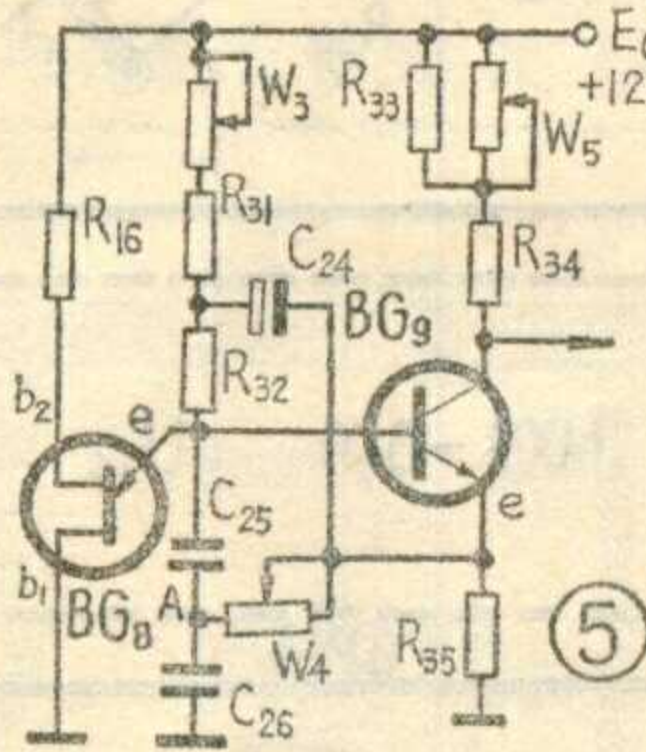 E
+12
W₃
R₃₃
W₅
R₃₁
R₁₆
C₂₄
R₃₄
BG₉
R₃₂
b₂
e
C₂₅
e
b₁
BG₈
A
W₄
R₃₅
⑤
C₂₆